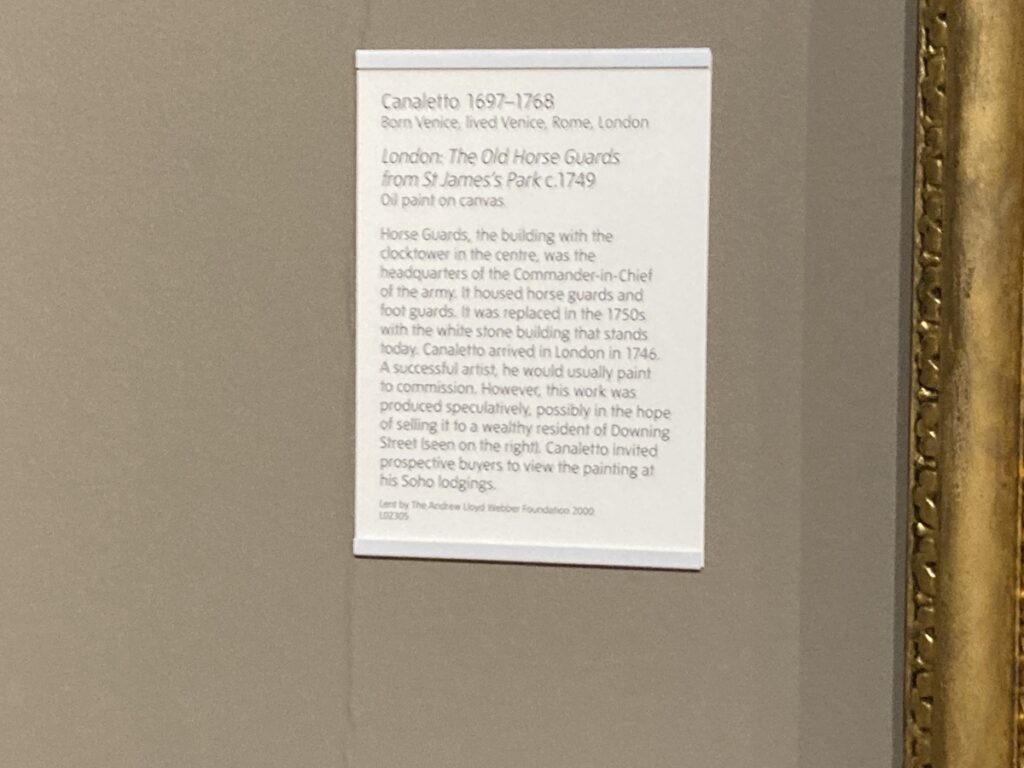 Canaletto 1697–1768
Born Venice, lived Venice, Rome, London
London: The Old Horse Guards
from St James's Park c.1749
Oil paint on canvas
Horse Guards, the building with the
clocktower in the centre, was the
headquarters of the Commander-in-Chief
of the army. It housed horse guards and
foot guards. It was replaced in the 1750s
with the white stone building that stands
today. Canaletto arrived in London in 1746.
A successful artist, he would usually paint
to commission. However, this work was
produced speculatively, possibly in the hope
of selling it to a wealthy resident of Downing
Street (seen on the right). Canaletto invited
prospective buyers to view the painting at
his Soho lodgings.
Lent by The Andrew Lloyd Webber Foundation 2000
L02305